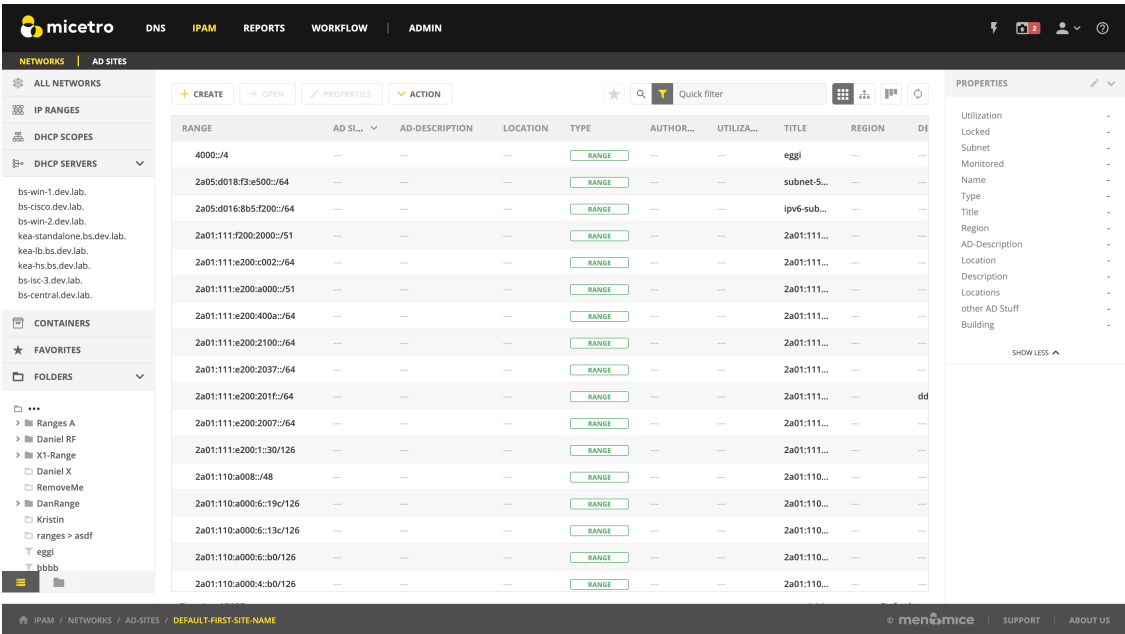 micetro DNS IPAM REPORTS WORKFLOW ADMIN 2
NETWORKS AD SITES
ALL NETWORKS
IP RANGES
DHCP SCOPES
DHCP SERVERS
bs-win-1.dev.lab.
bs-cisco.dev.lab.
bs-win-2.dev.lab.
kea-standalone.bs.dev.lab.
kea-lb.bs.dev.lab.
kea-hs.bs.dev.lab.
bs-isc-3.dev.lab.
bs-central.dev.lab.
CONTAINERS
FAVORITES
FOLDERS
...
> Ranges A
> Daniel RF
> X1-Range
Daniel X
RemoveMe
> DanRange
Kristin
ranges > asdf
eggi
bbbb
+ CREATE OPEN PROPERTIES ACTION Quick filter
RANGE AD SI... AD-DESCRIPTION LOCATION TYPE AUTHOR... UTILIZA... TITLE REGION DE
4000::/4 --- --- --- RANGE --- --- eggi --- ---
2a05:d018:f3:e500::/64 --- --- --- RANGE --- --- subnet-5... --- ---
2a05:d016:8b5:f200::/64 --- --- --- RANGE --- --- ipv6-sub... --- ---
2a01:111:f200:2000::/51 --- --- --- RANGE --- --- 2a01:111... --- ---
2a01:111:e200:c002::/64 --- --- --- RANGE --- --- 2a01:111... --- ---
2a01:111:e200:a000::/51 --- --- --- RANGE --- --- 2a01:111... --- ---
2a01:111:e200:400a::/64 --- --- --- RANGE --- --- 2a01:111... --- ---
2a01:111:e200:2100::/64 --- --- --- RANGE --- --- 2a01:111... --- ---
2a01:111:e200:2037::/64 --- --- --- RANGE --- --- 2a01:111... --- ---
2a01:111:e200:201f::/64 --- --- --- RANGE --- --- 2a01:111... --- dd
2a01:111:e200:2007::/64 --- --- --- RANGE --- --- 2a01:111... --- ---
2a01:111:e200:1::30/126 --- --- --- RANGE --- --- 2a01:111... --- ---
2a01:110:a008::/48 --- --- --- RANGE --- --- 2a01:110... --- ---
2a01:110:a000:6::19c/126 --- --- --- RANGE --- --- 2a01:110... --- ---
2a01:110:a000:6::13c/126 --- --- --- RANGE --- --- 2a01:110... --- ---
2a01:110:a000:6::b0/126 --- --- --- RANGE --- --- 2a01:110... --- ---
2a01:110:a000:4::b0/126 --- --- --- RANGE --- --- 2a01:110... --- ---
PROPERTIES
Utilization -
Locked -
Subnet -
Monitored -
Name -
Type -
Title -
Region -
AD-Description -
Location -
Description -
Locations -
other AD Stuff -
Building -
SHOW LESS
IPAM / NETWORKS / AD-SITES / DEFAULT-FIRST-SITE-NAME © men&mice SUPPORT ABOUT US